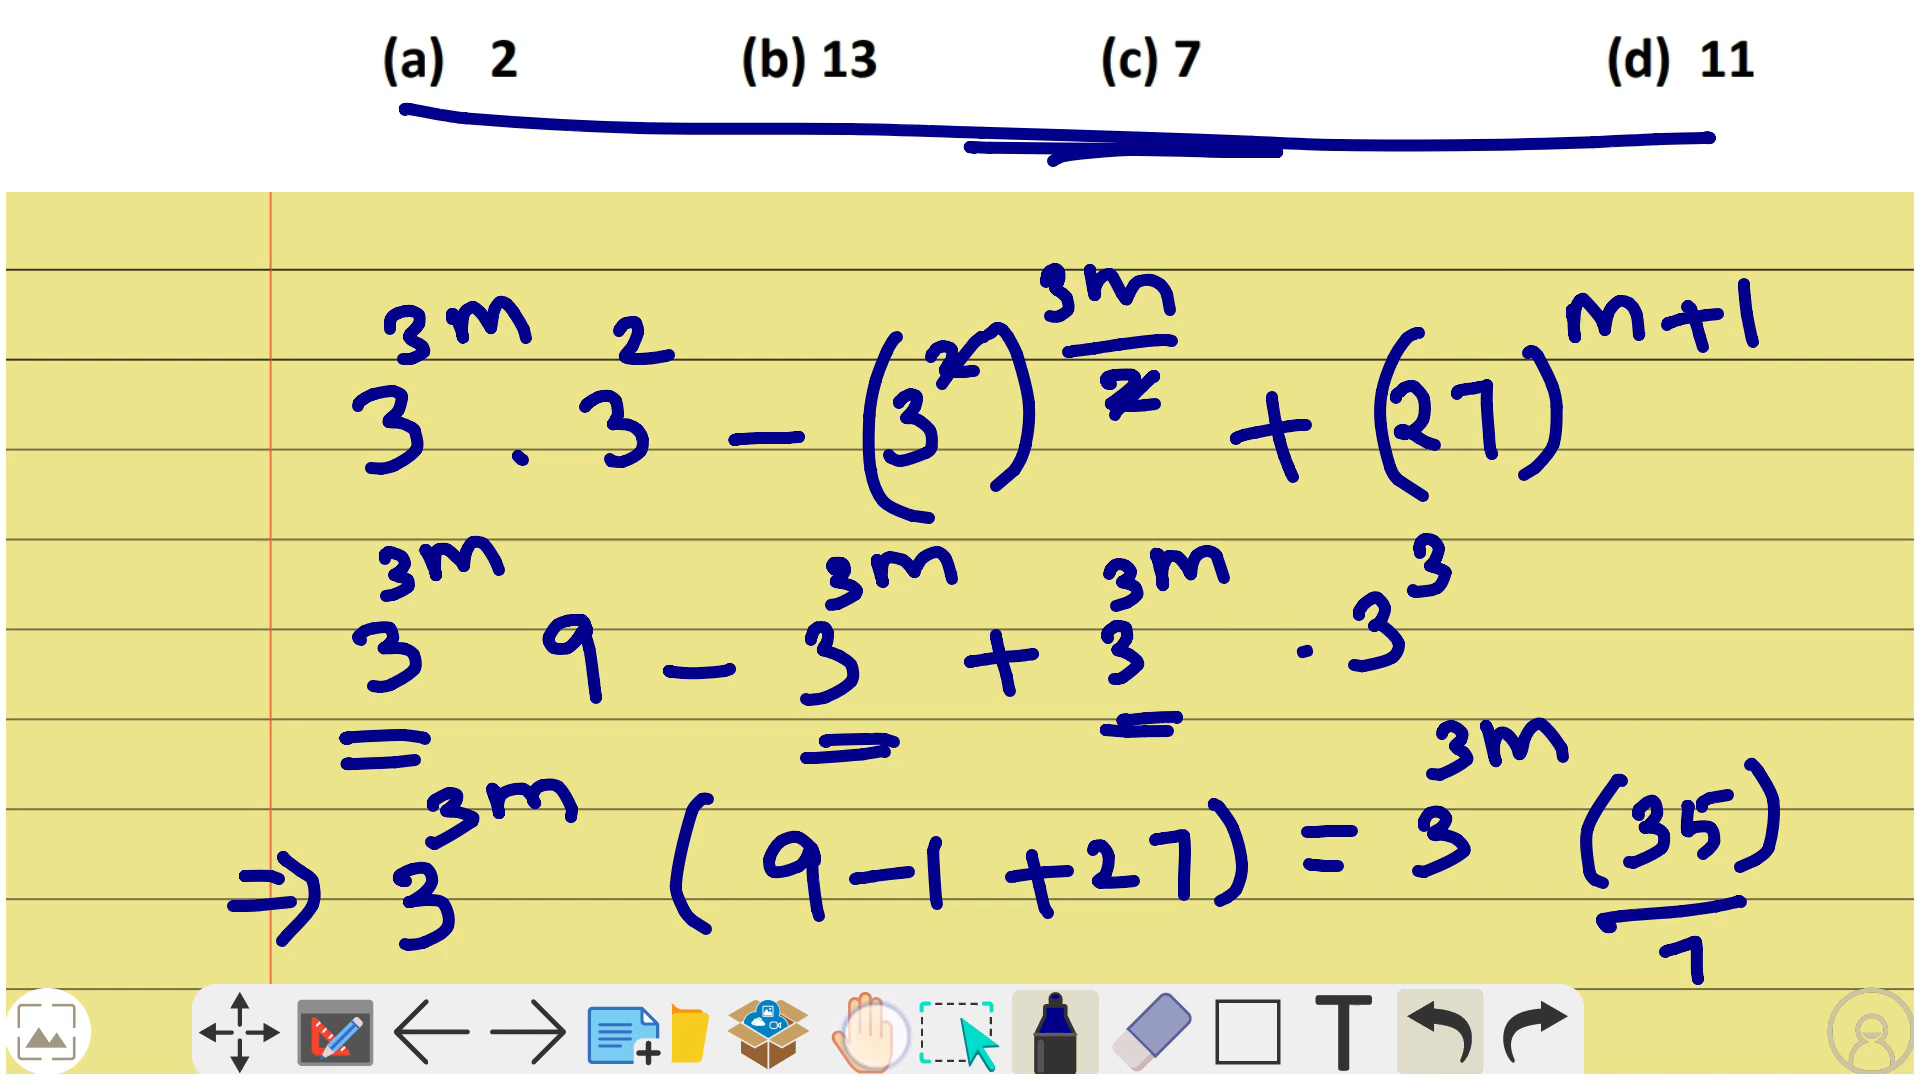 (a) 2 (b) 13 (c) 7 (d) 11
3^{3m} . 3^2 - (3^2)^{3m/2} + (27)^{m+1}
3^{3m} 9 - 3^{3m} + 3^{3m} . 3^3
⇒ 3^{3m} (9-1+27) = 3^{3m} (35)/7
T